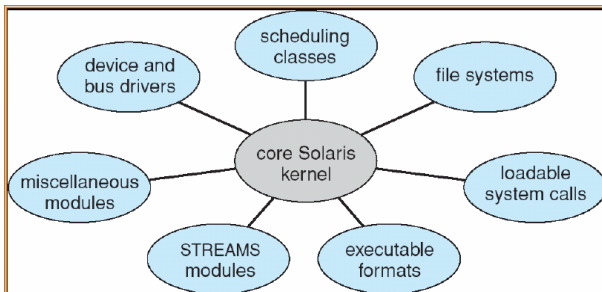 scheduling
classes
device and
bus drivers
file systems
core Solaris
kernel
miscellaneous
modules
loadable
system calls
STREAMS
modules
executable
formats